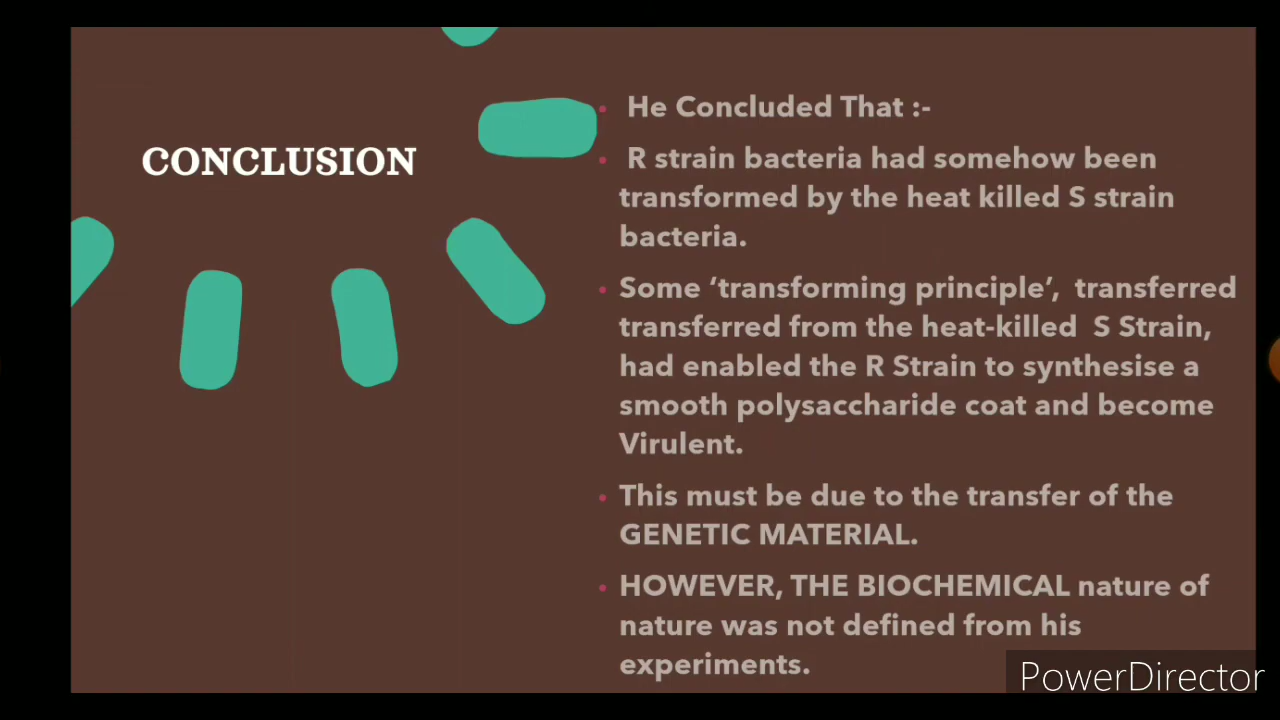 CONCLUSION
• He Concluded That :-
• R strain bacteria had somehow been
transformed by the heat killed S strain
bacteria.
• Some ‘transforming principle’, transferred
transferred from the heat-killed S Strain,
had enabled the R Strain to synthesise a
smooth polysaccharide coat and become
Virulent.
• This must be due to the transfer of the
GENETIC MATERIAL.
• HOWEVER, THE BIOCHEMICAL nature of
nature was not defined from his
experiments.
PowerDirector